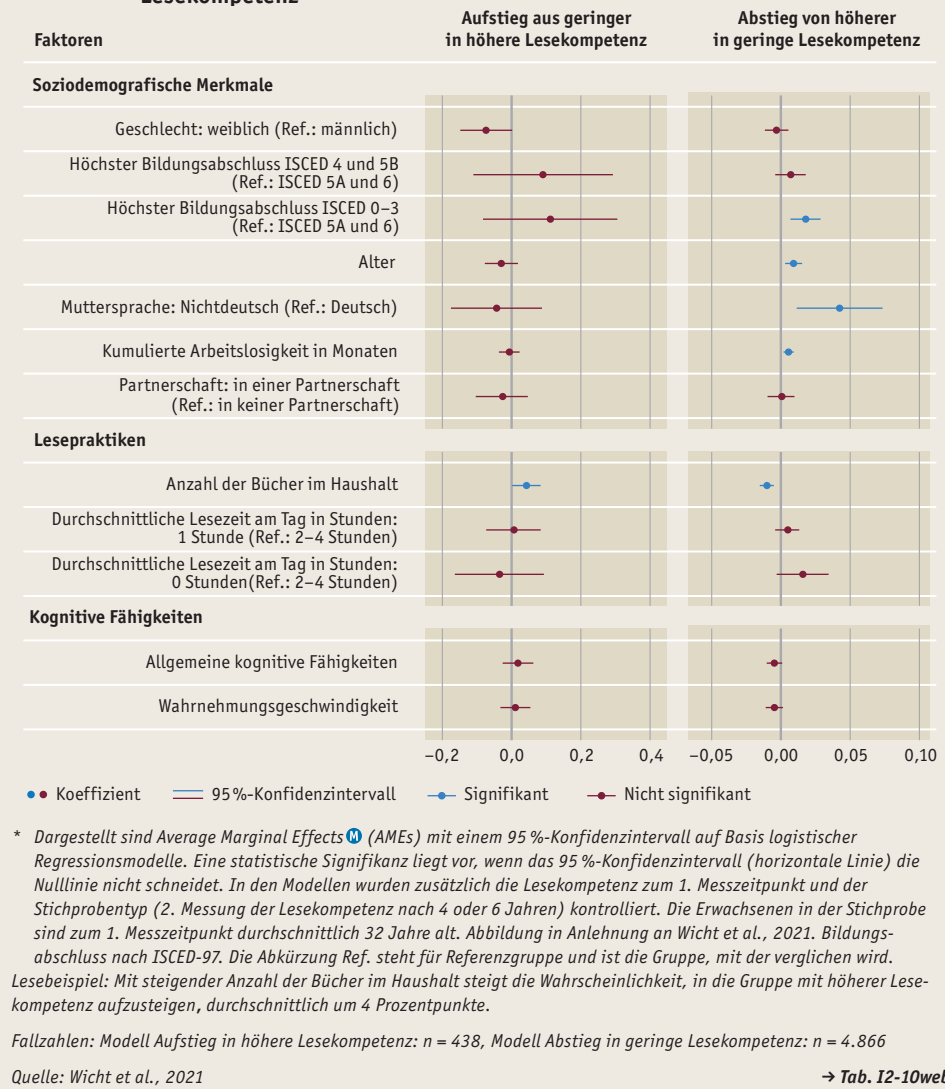 Lesekompetenz
Aufstieg aus geringer
in höhere Lesekompetenz
Abstieg von höherer
in geringe Lesekompetenz
Faktoren
Soziodemografische Merkmale
Geschlecht: weiblich (Ref.: männlich)
Höchster Bildungsabschluss ISCED 4 und 5B
(Ref.: ISCED 5A und 6)
Höchster Bildungsabschluss ISCED 0–3
(Ref.: ISCED 5A und 6)
Alter
Muttersprache: Nichtdeutsch (Ref.: Deutsch)
Kumulierte Arbeitslosigkeit in Monaten
Partnerschaft: in einer Partnerschaft
(Ref.: in keiner Partnerschaft)
Lesepraktiken
Anzahl der Bücher im Haushalt
Durchschnittliche Lesezeit am Tag in Stunden:
1 Stunde (Ref.: 2–4 Stunden)
Durchschnittliche Lesezeit am Tag in Stunden:
0 Stunden(Ref.: 2–4 Stunden)
Kognitive Fähigkeiten
Allgemeine kognitive Fähigkeiten
Wahrnehmungsgeschwindigkeit
–0,2 0,0 0,2 0,4 –0,05 0,00 0,05 0,10
Koeffizient 95 %-Konfidenzintervall Signifikant Nicht signifikant
* Dargestellt sind Average Marginal Effects M (AMEs) mit einem 95 %-Konfidenzintervall auf Basis logistischer
Regressionsmodelle. Eine statistische Signifikanz liegt vor, wenn das 95 %-Konfidenzintervall (horizontale Linie) die
Nulllinie nicht schneidet. In den Modellen wurden zusätzlich die Lesekompetenz zum 1. Messzeitpunkt und der
Stichprobentyp (2. Messung der Lesekompetenz nach 4 oder 6 Jahren) kontrolliert. Die Erwachsenen in der Stichprobe
sind zum 1. Messzeitpunkt durchschnittlich 32 Jahre alt. Abbildung in Anlehnung an Wicht et al., 2021. Bildungs-
abschluss nach ISCED-97. Die Abkürzung Ref. steht für Referenzgruppe und ist die Gruppe, mit der verglichen wird.
Lesebeispiel: Mit steigender Anzahl der Bücher im Haushalt steigt die Wahrscheinlichkeit, in die Gruppe mit höherer Lese-
kompetenz aufzusteigen, durchschnittlich um 4 Prozentpunkte.
Fallzahlen: Modell Aufstieg in höhere Lesekompetenz: n = 438, Modell Abstieg in geringe Lesekompetenz: n = 4.866
Quelle: Wicht et al., 2021
→ Tab. I2-10web